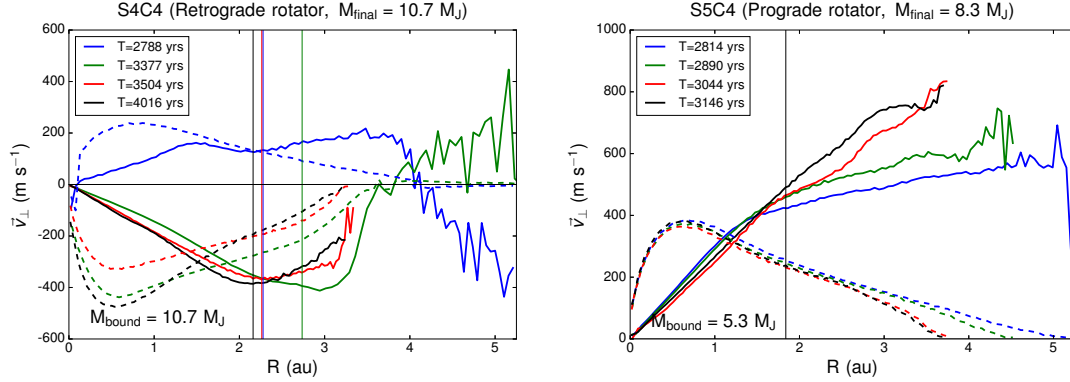 S4C4 (Retrograde rotator, M_final = 10.7 M_J)
600
400
200
0
-200
-400
-600
T=2788 yrs
T=3377 yrs
T=3504 yrs
T=4016 yrs
M_bound = 10.7 M_J
v⃗_⊥ (m s⁻¹)
0 1 2 3 4 5
R (au)
S5C4 (Prograde rotator, M_final = 8.3 M_J)
1000
800
600
400
200
0
T=2814 yrs
T=2890 yrs
T=3044 yrs
T=3146 yrs
M_bound = 5.3 M_J
v⃗_⊥ (m s⁻¹)
0 1 2 3 4 5
R (au)